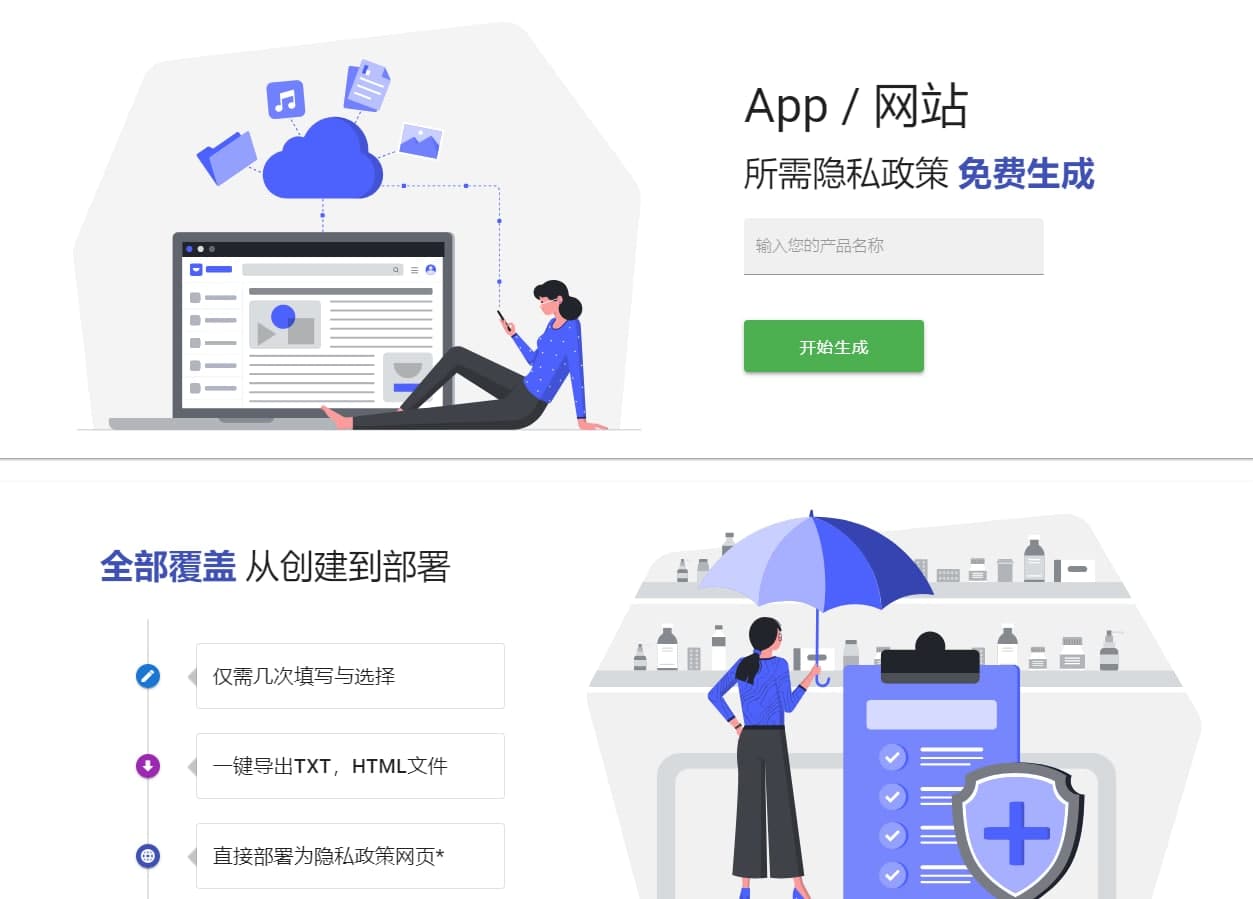 App / 网站
所需隐私政策 免费生成
输入您的产品名称
开始生成
全部覆盖 从创建到部署
仅需几次填写与选择
一键导出TXT，HTML文件
直接部署为隐私政策网页*